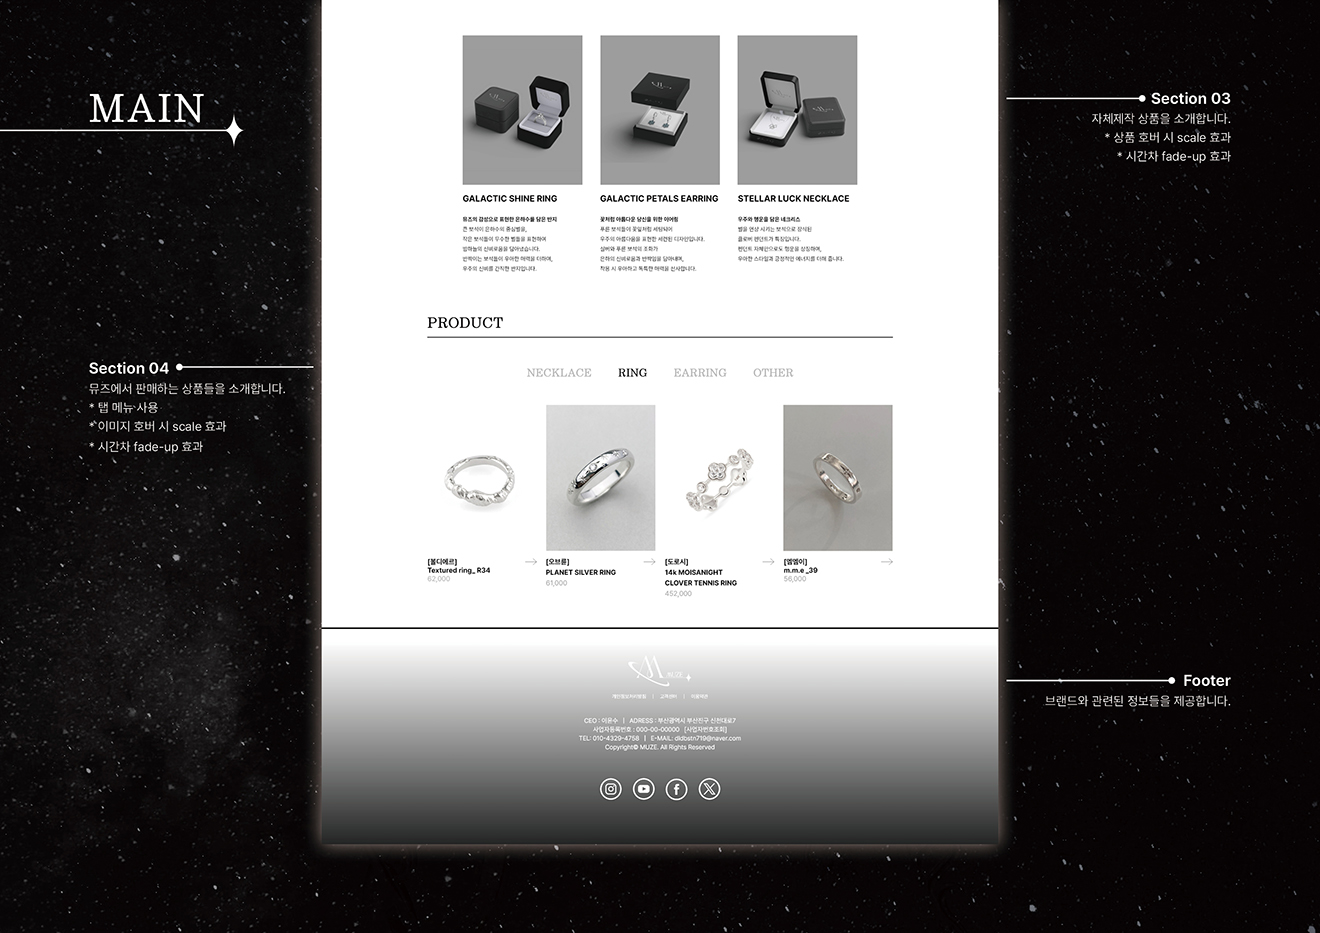 MAIN
Section 03
자체제작 상품을 소개합니다.
* 상품 호버 시 scale 효과
* 시간차 fade-up 효과
GALACTIC SHINE RING
뮤즈의 감성으로 표현한 은하수를 담은 반지
큰 보석이 은하수의 중심별을,
작은 보석들이 무수한 별들을 표현하여
밤하늘의 신비로움을 담아냈습니다.
반짝이는 보석들이 우아한 매력을 더하며,
우주의 신비를 간직한 반지입니다.
GALACTIC PETALS EARRING
꽃처럼 아름다운 당신을 위한 이어링
푸른 보석들이 꽃잎처럼 세팅되어
우주의 아름다움을 표현한 세련된 디자인입니다.
실버와 푸른 보석의 조화가
은하의 신비로움과 반짝임을 담아내며,
착용 시 우아하고 독특한 매력을 선사합니다.
STELLAR LUCK NECKLACE
우주와 행운을 담은 네크리스
별을 연상 시키는 보석으로 장식된
클로버 팬던트가 특징입니다.
팬던트 자체만으로도 행운을 상징하며,
우아한 스타일과 긍정적인 에너지를 더해 줍니다.
PRODUCT
Section 04
뮤즈에서 판매하는 상품들을 소개합니다.
* 탭 메뉴 사용
* 이미지 호버 시 scale 효과
* 시간차 fade-up 효과
NECKLACE RING EARRING OTHER
[볼디에르]
Textured ring_ R34
62,000
[오브룸]
PLANET SILVER RING
61,000
[도로시]
14k MOISANIGHT
CLOVER TENNIS RING
452,000
[엠엠이]
m.m.e _39
56,000
MUZE
개인정보처리방침 | 고객센터 | 이용약관
CEO : 이윤수 | ADRESS : 부산광역시 부산진구 신천대로7
사업자등록번호 : 000-00-00000 [사업자번호조회]
TEL: 010-4329-4758 | E-MAIL: dldbstn719@naver.com
Copyright© MUZE. All Rights Reserved
Footer
브랜드와 관련된 정보들을 제공합니다.